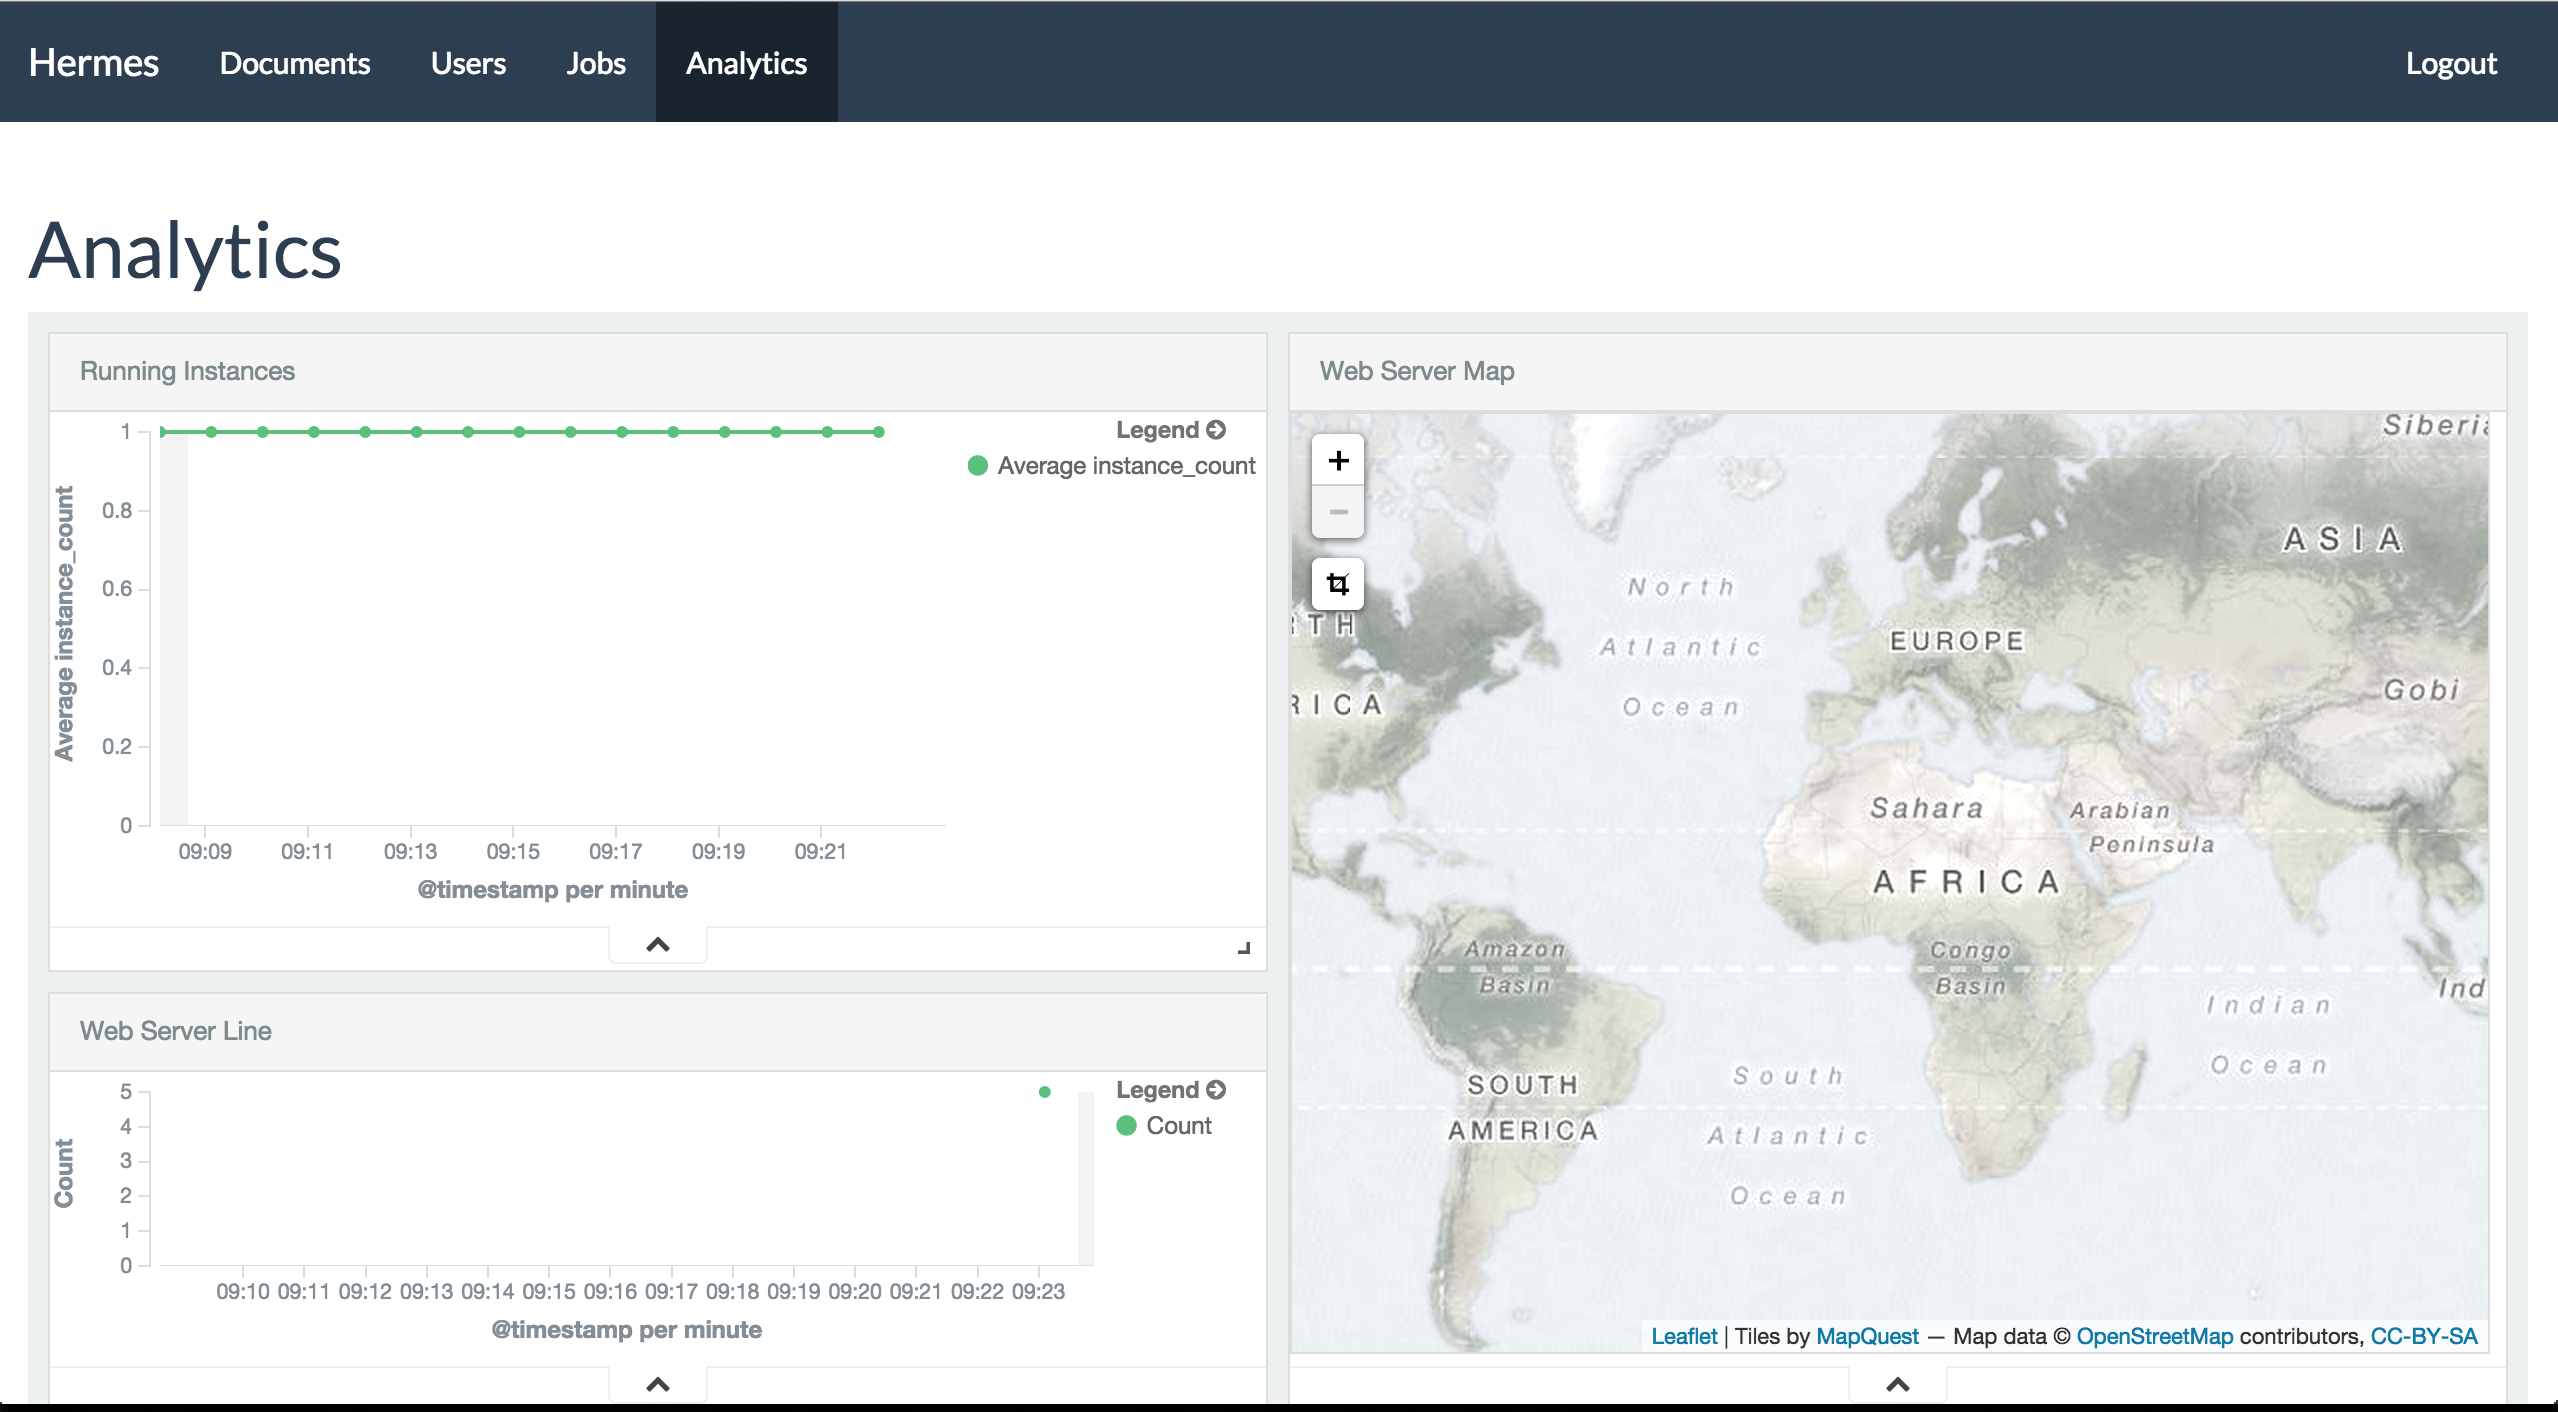 Hermes Documents Users Jobs Analytics Logout
Analytics
Running Instances
Legend
Average instance_count
1
0.8
0.6
0.4
0.2
0
Average instance_count
09:09 09:11 09:13 09:15 09:17 09:19 09:21
@timestamp per minute
Web Server Line
Legend
Count
5
4
3
2
1
0
Count
09:10 09:11 09:12 09:13 09:14 09:15 09:16 09:17 09:18 09:19 09:20 09:21 09:22 09:23
@timestamp per minute
Web Server Map
+
−
Siberia
ASIA
North
Atlantic
Ocean
TH
RICA
EUROPE
Gobi
Sahara
Arabian
Peninsula
AFRICA
Amazon
Basin
Congo
Basin
Ind
Indian
Ocean
SOUTH
AMERICA
South
Atlantic
Ocean
Leaflet | Tiles by MapQuest — Map data © OpenStreetMap contributors, CC-BY-SA